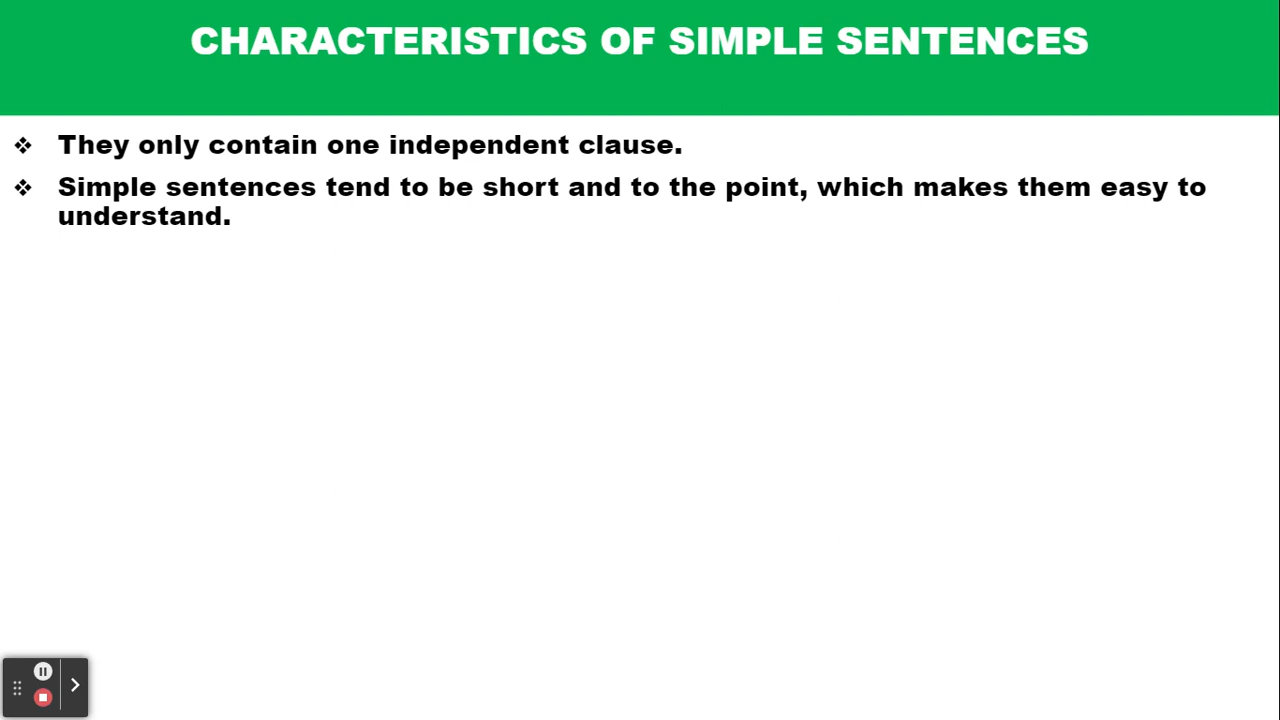 CHARACTERISTICS OF SIMPLE SENTENCES
❖ They only contain one independent clause.
❖ Simple sentences tend to be short and to the point, which makes them easy to
understand.